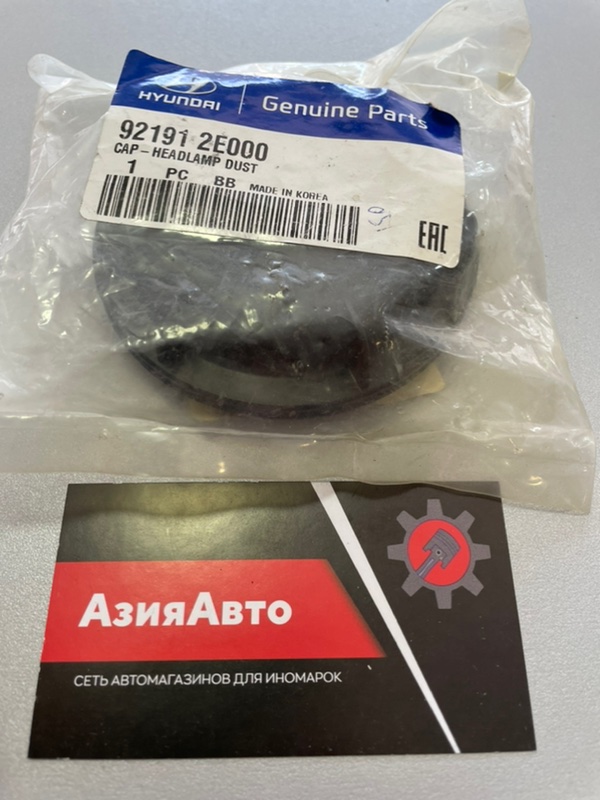 HYUNDAI
Genuine Parts
92191 2E000
CAP-HEADLAMP DUST
1 PC BB MADE IN KOREA
EAC
АзияАвто
СЕТЬ АВТОМАГАЗИНОВ ДЛЯ ИНОМАРОК